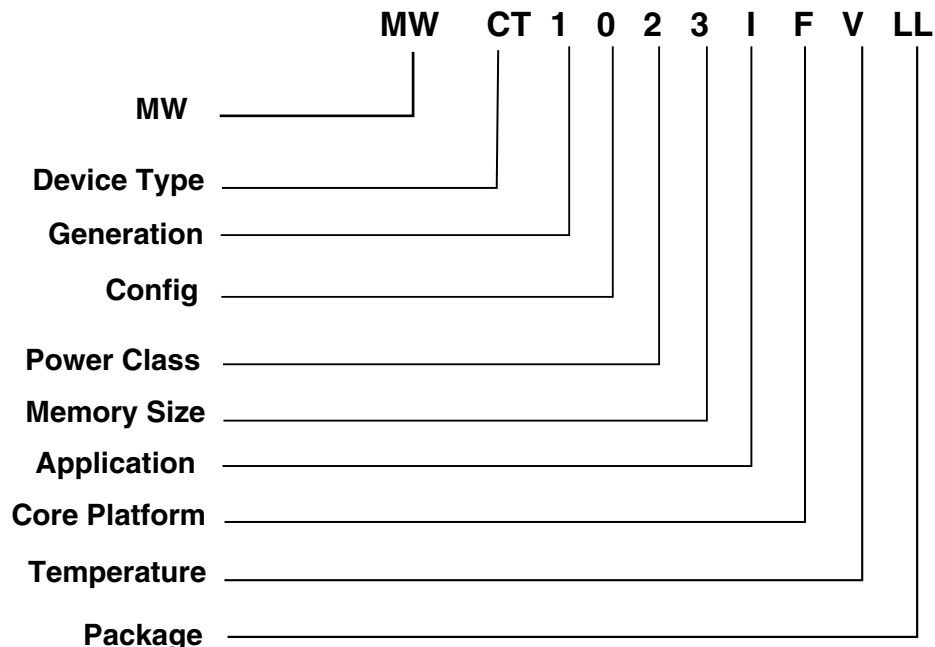 MW CT 1 0 2 3 I F V LL
MW
Device Type
Generation
Config
Power Class
Memory Size
Application
Core Platform
Temperature
Package